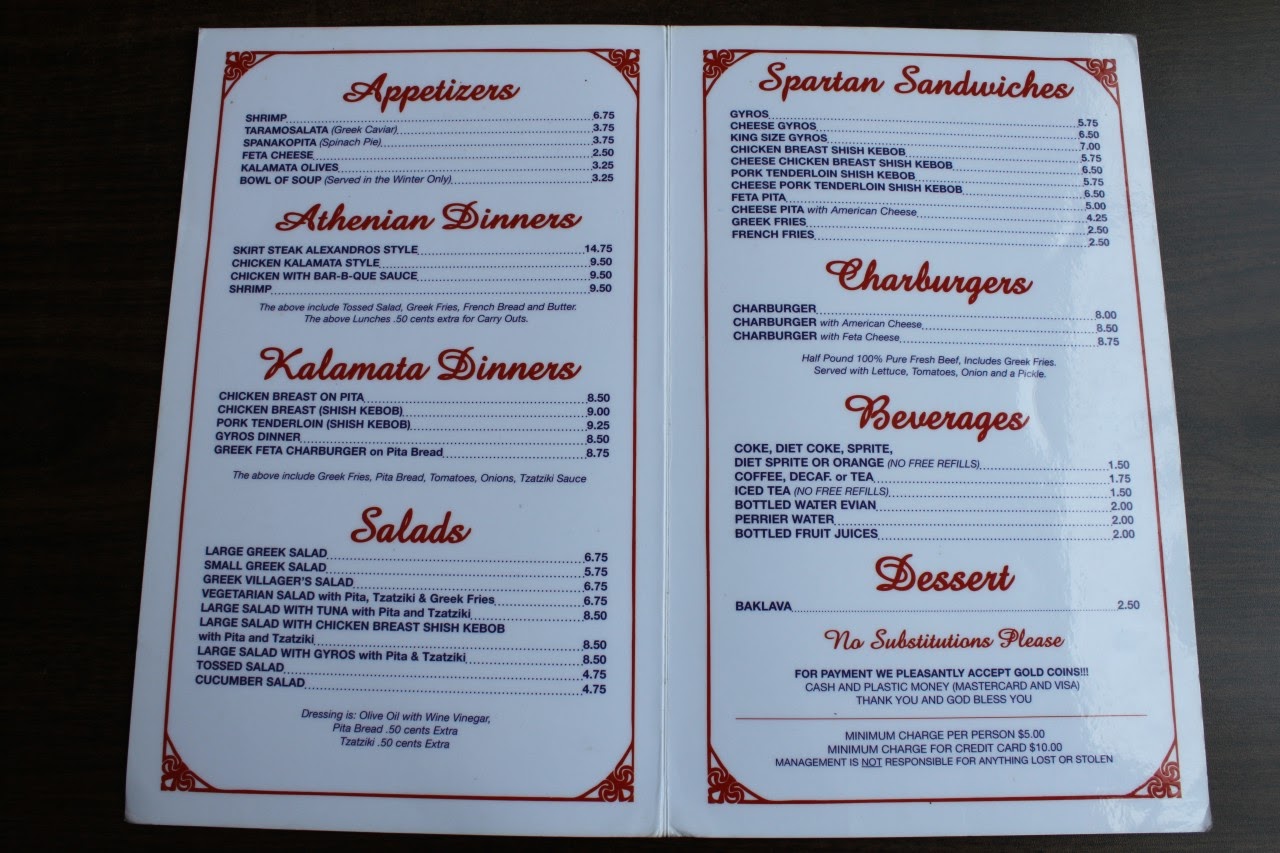 Appetizers
SHRIMP 6.75
TARAMOSALATA (Greek Caviar) 3.75
SPANAKOPITA (Spinach Pie) 3.75
FETA CHEESE 2.50
KALAMATA OLIVES 3.25
BOWL OF SOUP (Served in the Winter Only) 3.25
Athenian Dinners
SKIRT STEAK ALEXANDROS STYLE 14.75
CHICKEN KALAMATA STYLE 9.50
CHICKEN WITH BAR-B-QUE SAUCE 9.50
SHRIMP 9.50
The above include Tossed Salad, Greek Fries, French Bread and Butter.
The above Lunches .50 cents extra for Carry Outs.
Kalamata Dinners
CHICKEN BREAST ON PITA 8.50
CHICKEN BREAST (SHISH KEBOB) 9.00
PORK TENDERLOIN (SHISH KEBOB) 9.25
GYROS DINNER 8.50
GREEK FETA CHARBURGER on Pita Bread 8.75
The above include Greek Fries, Pita Bread, Tomatoes, Onions, Tzatziki Sauce
Salads
LARGE GREEK SALAD 6.75
SMALL GREEK SALAD 5.75
GREEK VILLAGER'S SALAD 6.75
VEGETARIAN SALAD with Pita, Tzatziki & Greek Fries 6.75
LARGE SALAD WITH TUNA with Pita and Tzatziki 8.50
LARGE SALAD WITH CHICKEN BREAST SHISH KEBOB
with Pita and Tzatziki 8.50
LARGE SALAD WITH GYROS with Pita & Tzatziki 8.50
TOSSED SALAD 4.75
CUCUMBER SALAD 4.75
Dressing is: Olive Oil with Wine Vinegar,
Pita Bread .50 cents Extra
Tzatziki .50 cents Extra
Spartan Sandwiches
GYROS 5.75
CHEESE GYROS 6.50
KING SIZE GYROS 7.00
CHICKEN BREAST SHISH KEBOB 5.75
CHEESE CHICKEN BREAST SHISH KEBOB 6.50
PORK TENDERLOIN SHISH KEBOB 5.75
CHEESE PORK TENDERLOIN SHISH KEBOB 6.50
FETA PITA 5.00
CHEESE PITA with American Cheese 4.25
GREEK FRIES 2.50
FRENCH FRIES 2.50
Charburgers
CHARBURGER 8.00
CHARBURGER with American Cheese 8.50
CHARBURGER with Feta Cheese 8.75
Half Pound 100% Pure Fresh Beef, Includes Greek Fries.
Served with Lettuce, Tomatoes, Onion and a Pickle.
Beverages
COKE, DIET COKE, SPRITE,
DIET SPRITE OR ORANGE (NO FREE REFILLS) 1.50
COFFEE, DECAF. or TEA 1.75
ICED TEA (NO FREE REFILLS) 1.50
BOTTLED WATER EVIAN 2.00
PERRIER WATER 2.00
BOTTLED FRUIT JUICES 2.00
Dessert
BAKLAVA 2.50
No Substitutions Please
FOR PAYMENT WE PLEASANTLY ACCEPT GOLD COINS!!!
CASH AND PLASTIC MONEY (MASTERCARD AND VISA)
THANK YOU AND GOD BLESS YOU
MINIMUM CHARGE PER PERSON $5.00
MINIMUM CHARGE FOR CREDIT CARD $10.00
MANAGEMENT IS NOT RESPONSIBLE FOR ANYTHING LOST OR STOLEN